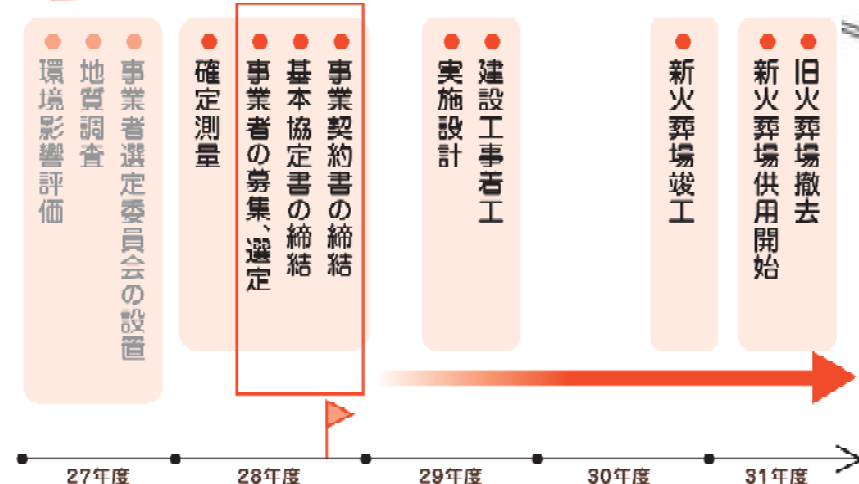 環境影響評価
地質調査
事業者選定委員会の設置
確定測量
事業者の募集、選定
基本協定書の締結
事業契約書の締結
実施設計
建設工事着工
新火葬場竣工
新火葬場供用開始
旧火葬場撤去
27年度
28年度
29年度
30年度
31年度